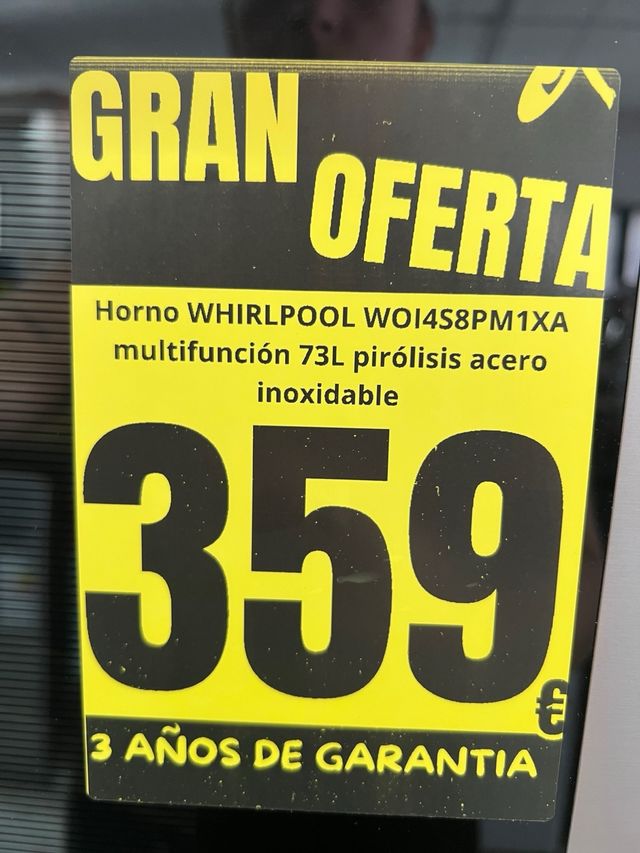 GRAN
OFERTA
Horno WHIRLPOOL WOI4S8PM1XA
multifunción 73L pirólisis acero
inoxidable
359€
3 AÑOS DE GARANTIA